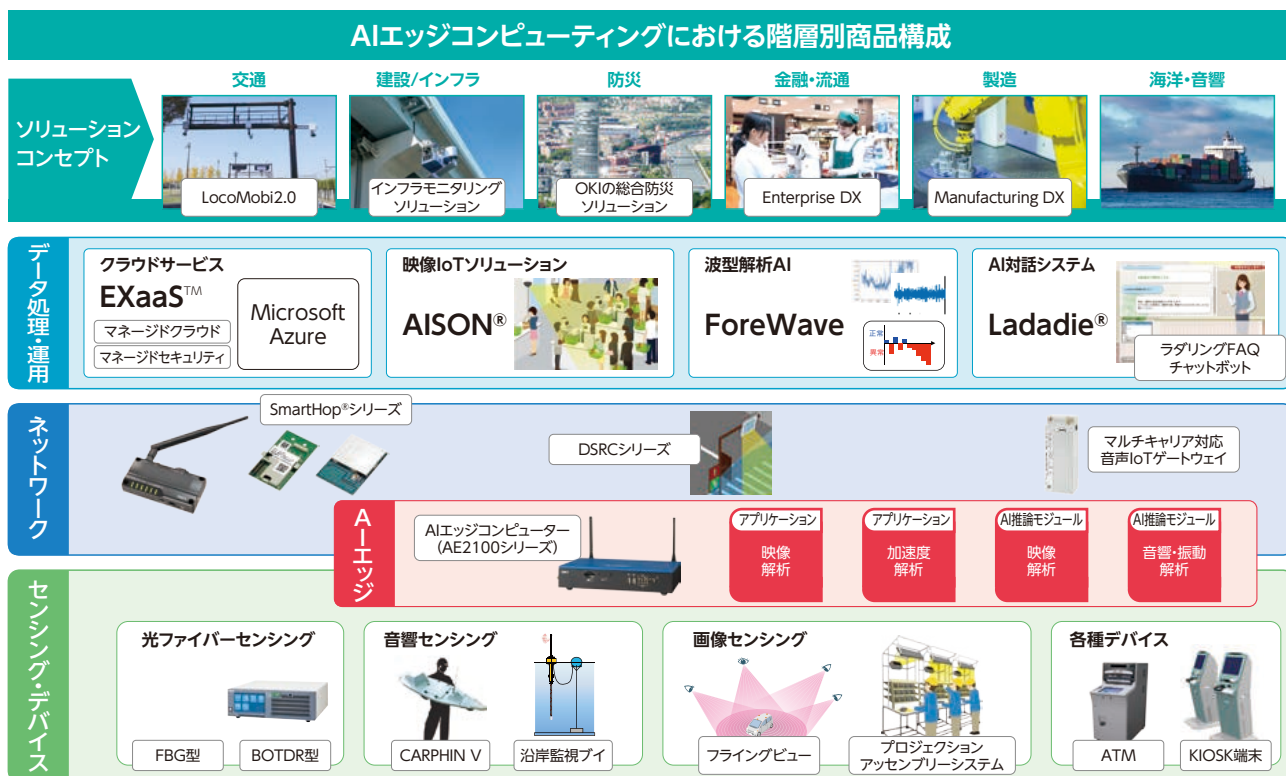 AIエッジコンピューティングにおける階層別商品構成
ソリューション
コンセプト
交通
建設/インフラ
防災
金融・流通
製造
海洋・音響
LocoMobi2.0
インフラモニタリング
ソリューション
OKIの総合防災
ソリューション
Enterprise DX
Manufacturing DX
データ処理・運用
クラウドサービス
EXaaS™
マネージドクラウド
マネージドセキュリティ
Microsoft
Azure
映像IoTソリューション
AISON®
波型解析AI
ForeWave
正常
異常
AI対話システム
Ladadie®
ラダリングFAQ
チャットボット
ネットワーク
SmartHop®シリーズ
DSRCシリーズ
マルチキャリア対応
音声IoTゲートウェイ
AIエッジ
AIエッジコンピューター
(AE2100シリーズ)
アプリケーション
映像
解析
アプリケーション
加速度
解析
AI推論モジュール
映像
解析
AI推論モジュール
音響・振動
解析
センシング・デバイス
光ファイバーセンシング
FBG型
BOTDR型
音響センシング
CARPHIN V
沿岸監視ブイ
画像センシング
フライングビュー
プロジェクション
アッセンブリーシステム
各種デバイス
ATM
KIOSK端末